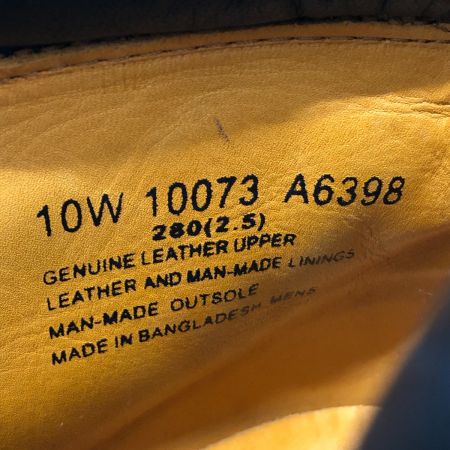 10W 10073 A6398
280(2.5)
GENUINE LEATHER UPPER
LEATHER AND MAN-MADE LININGS
MAN-MADE OUTSOLE
MADE IN BANGLADESH MENS